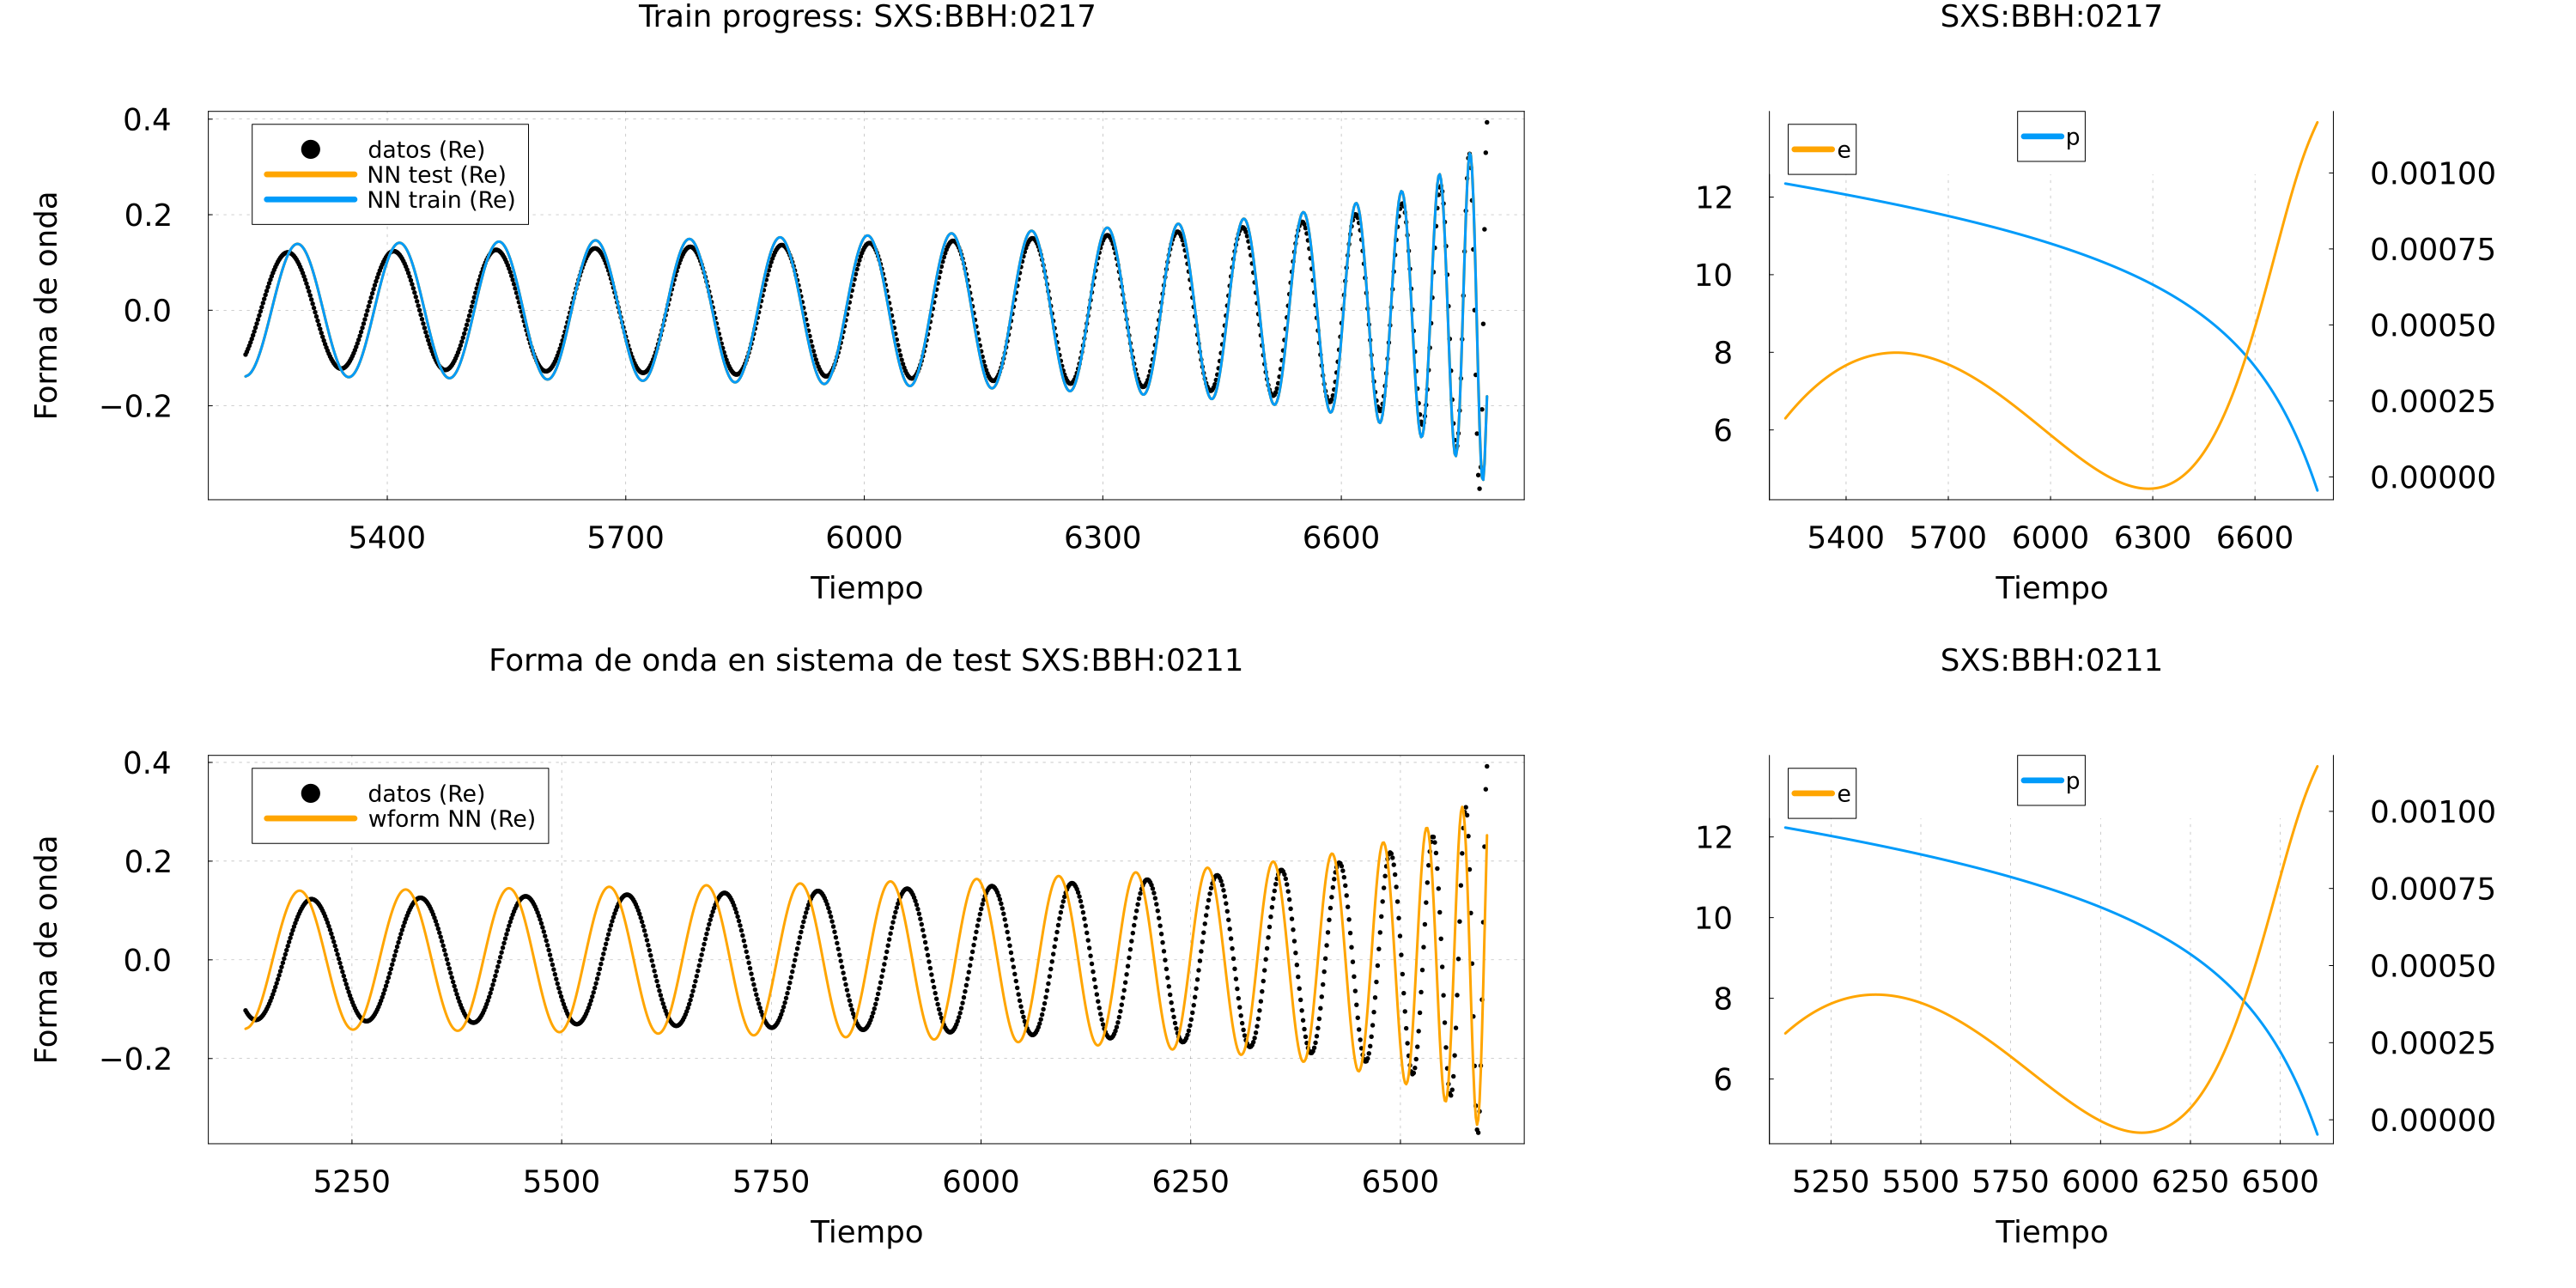 Train progress: SXS:BBH:0217
Forma de onda
0.4
0.2
0.0
−0.2
datos (Re)
NN test (Re)
NN train (Re)
5400 5700 6000 6300 6600
Tiempo
SXS:BBH:0217
12
10
8
6
e
p
0.00100
0.00075
0.00050
0.00025
0.00000
5400 5700 6000 6300 6600
Tiempo
Forma de onda en sistema de test SXS:BBH:0211
Forma de onda
0.4
0.2
0.0
−0.2
datos (Re)
wform NN (Re)
5250 5500 5750 6000 6250 6500
Tiempo
SXS:BBH:0211
12
10
8
6
e
p
0.00100
0.00075
0.00050
0.00025
0.00000
5250 5500 5750 6000 6250 6500
Tiempo